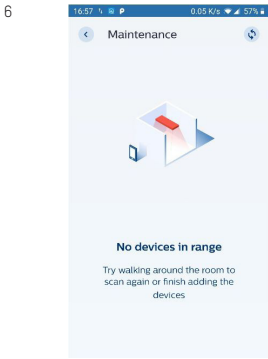 6
16:57 0.05 K/s 57%
Maintenance
No devices in range
Try walking around the room to
scan again or finish adding the
devices